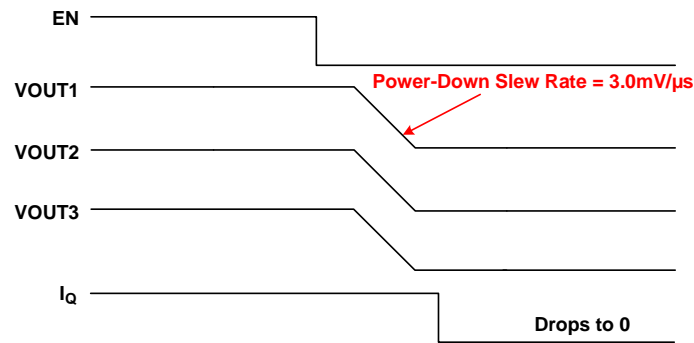 EN
Power-Down Slew Rate = 3.0mV/µs
VOUT1
VOUT2
VOUT3
IQ
Drops to 0